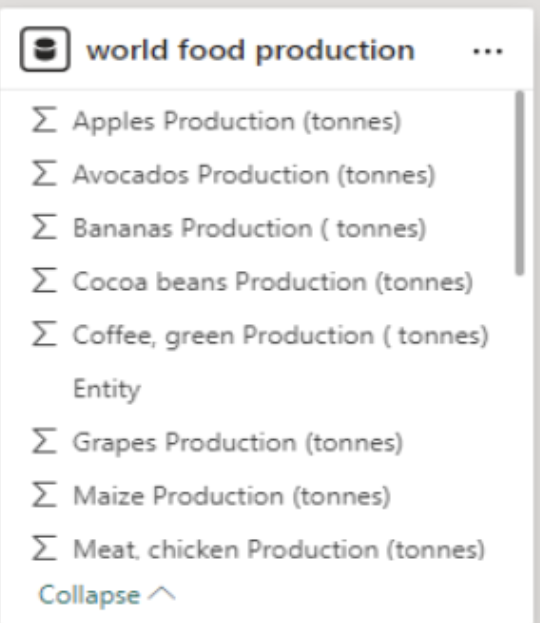 world food production ...
Σ Apples Production (tonnes)
Σ Avocados Production (tonnes)
Σ Bananas Production ( tonnes)
Σ Cocoa beans Production (tonnes)
Σ Coffee, green Production ( tonnes)
Entity
Σ Grapes Production (tonnes)
Σ Maize Production (tonnes)
Σ Meat, chicken Production (tonnes)
Collapse